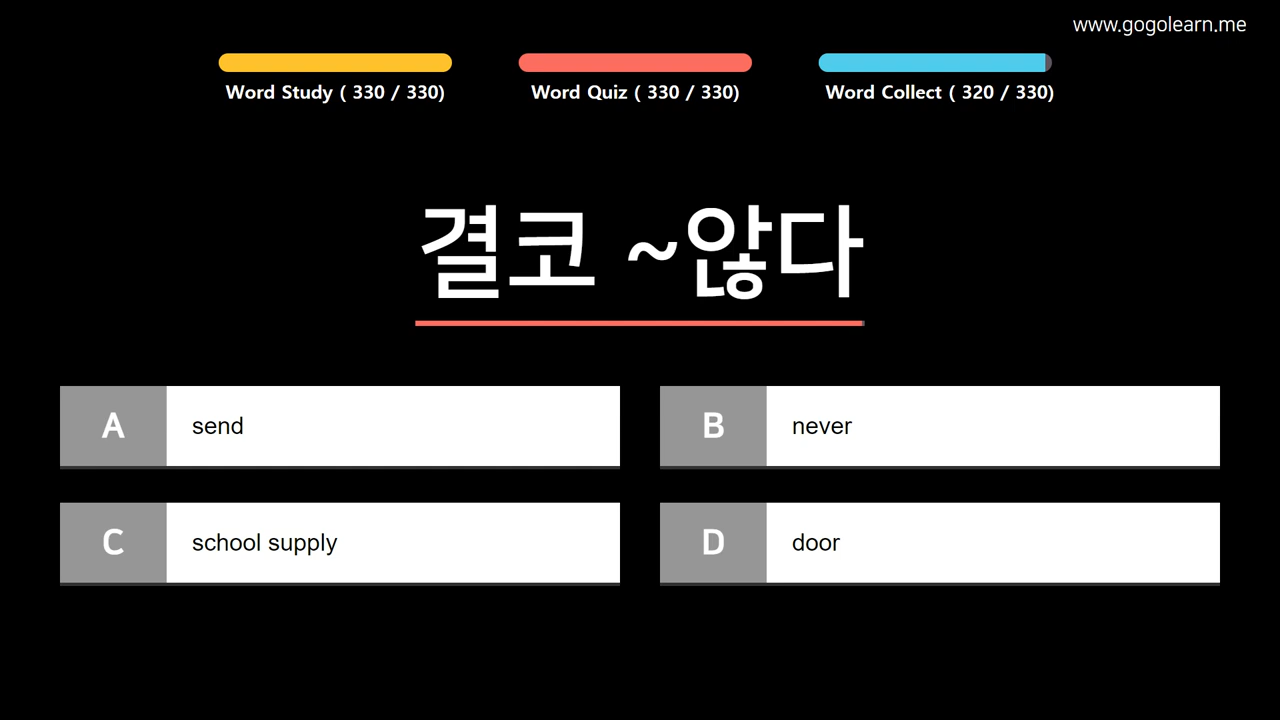 www.gogolearn.me
Word Study ( 330 / 330)
Word Quiz ( 330 / 330)
Word Collect ( 320 / 330)
결코 ~않다
A send
B never
C school supply
D door